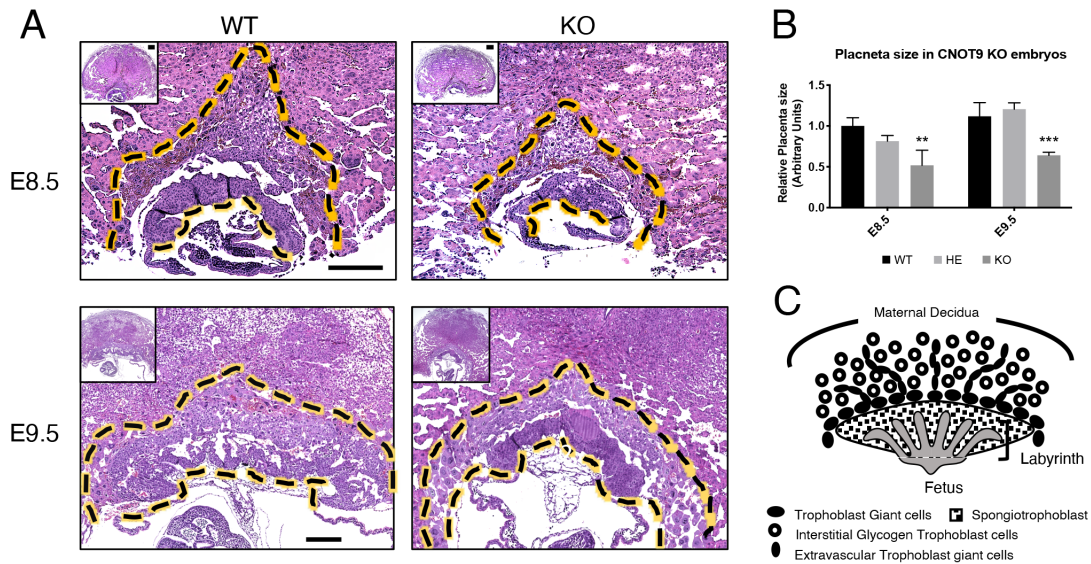 A
WT
KO
E8.5
E9.5
B
Placneta size in CNOT9 KO embryos
Relative Placenta size
(Arbitrary Units)
1.5
1.0
0.5
0.0
**
***
E8.5
E9.5
WT HE KO
C
Maternal Decidua
Labyrinth
Fetus
Trophoblast Giant cells
Spongiotrophoblast
Interstitial Glycogen Trophoblast cells
Extravascular Trophoblast giant cells